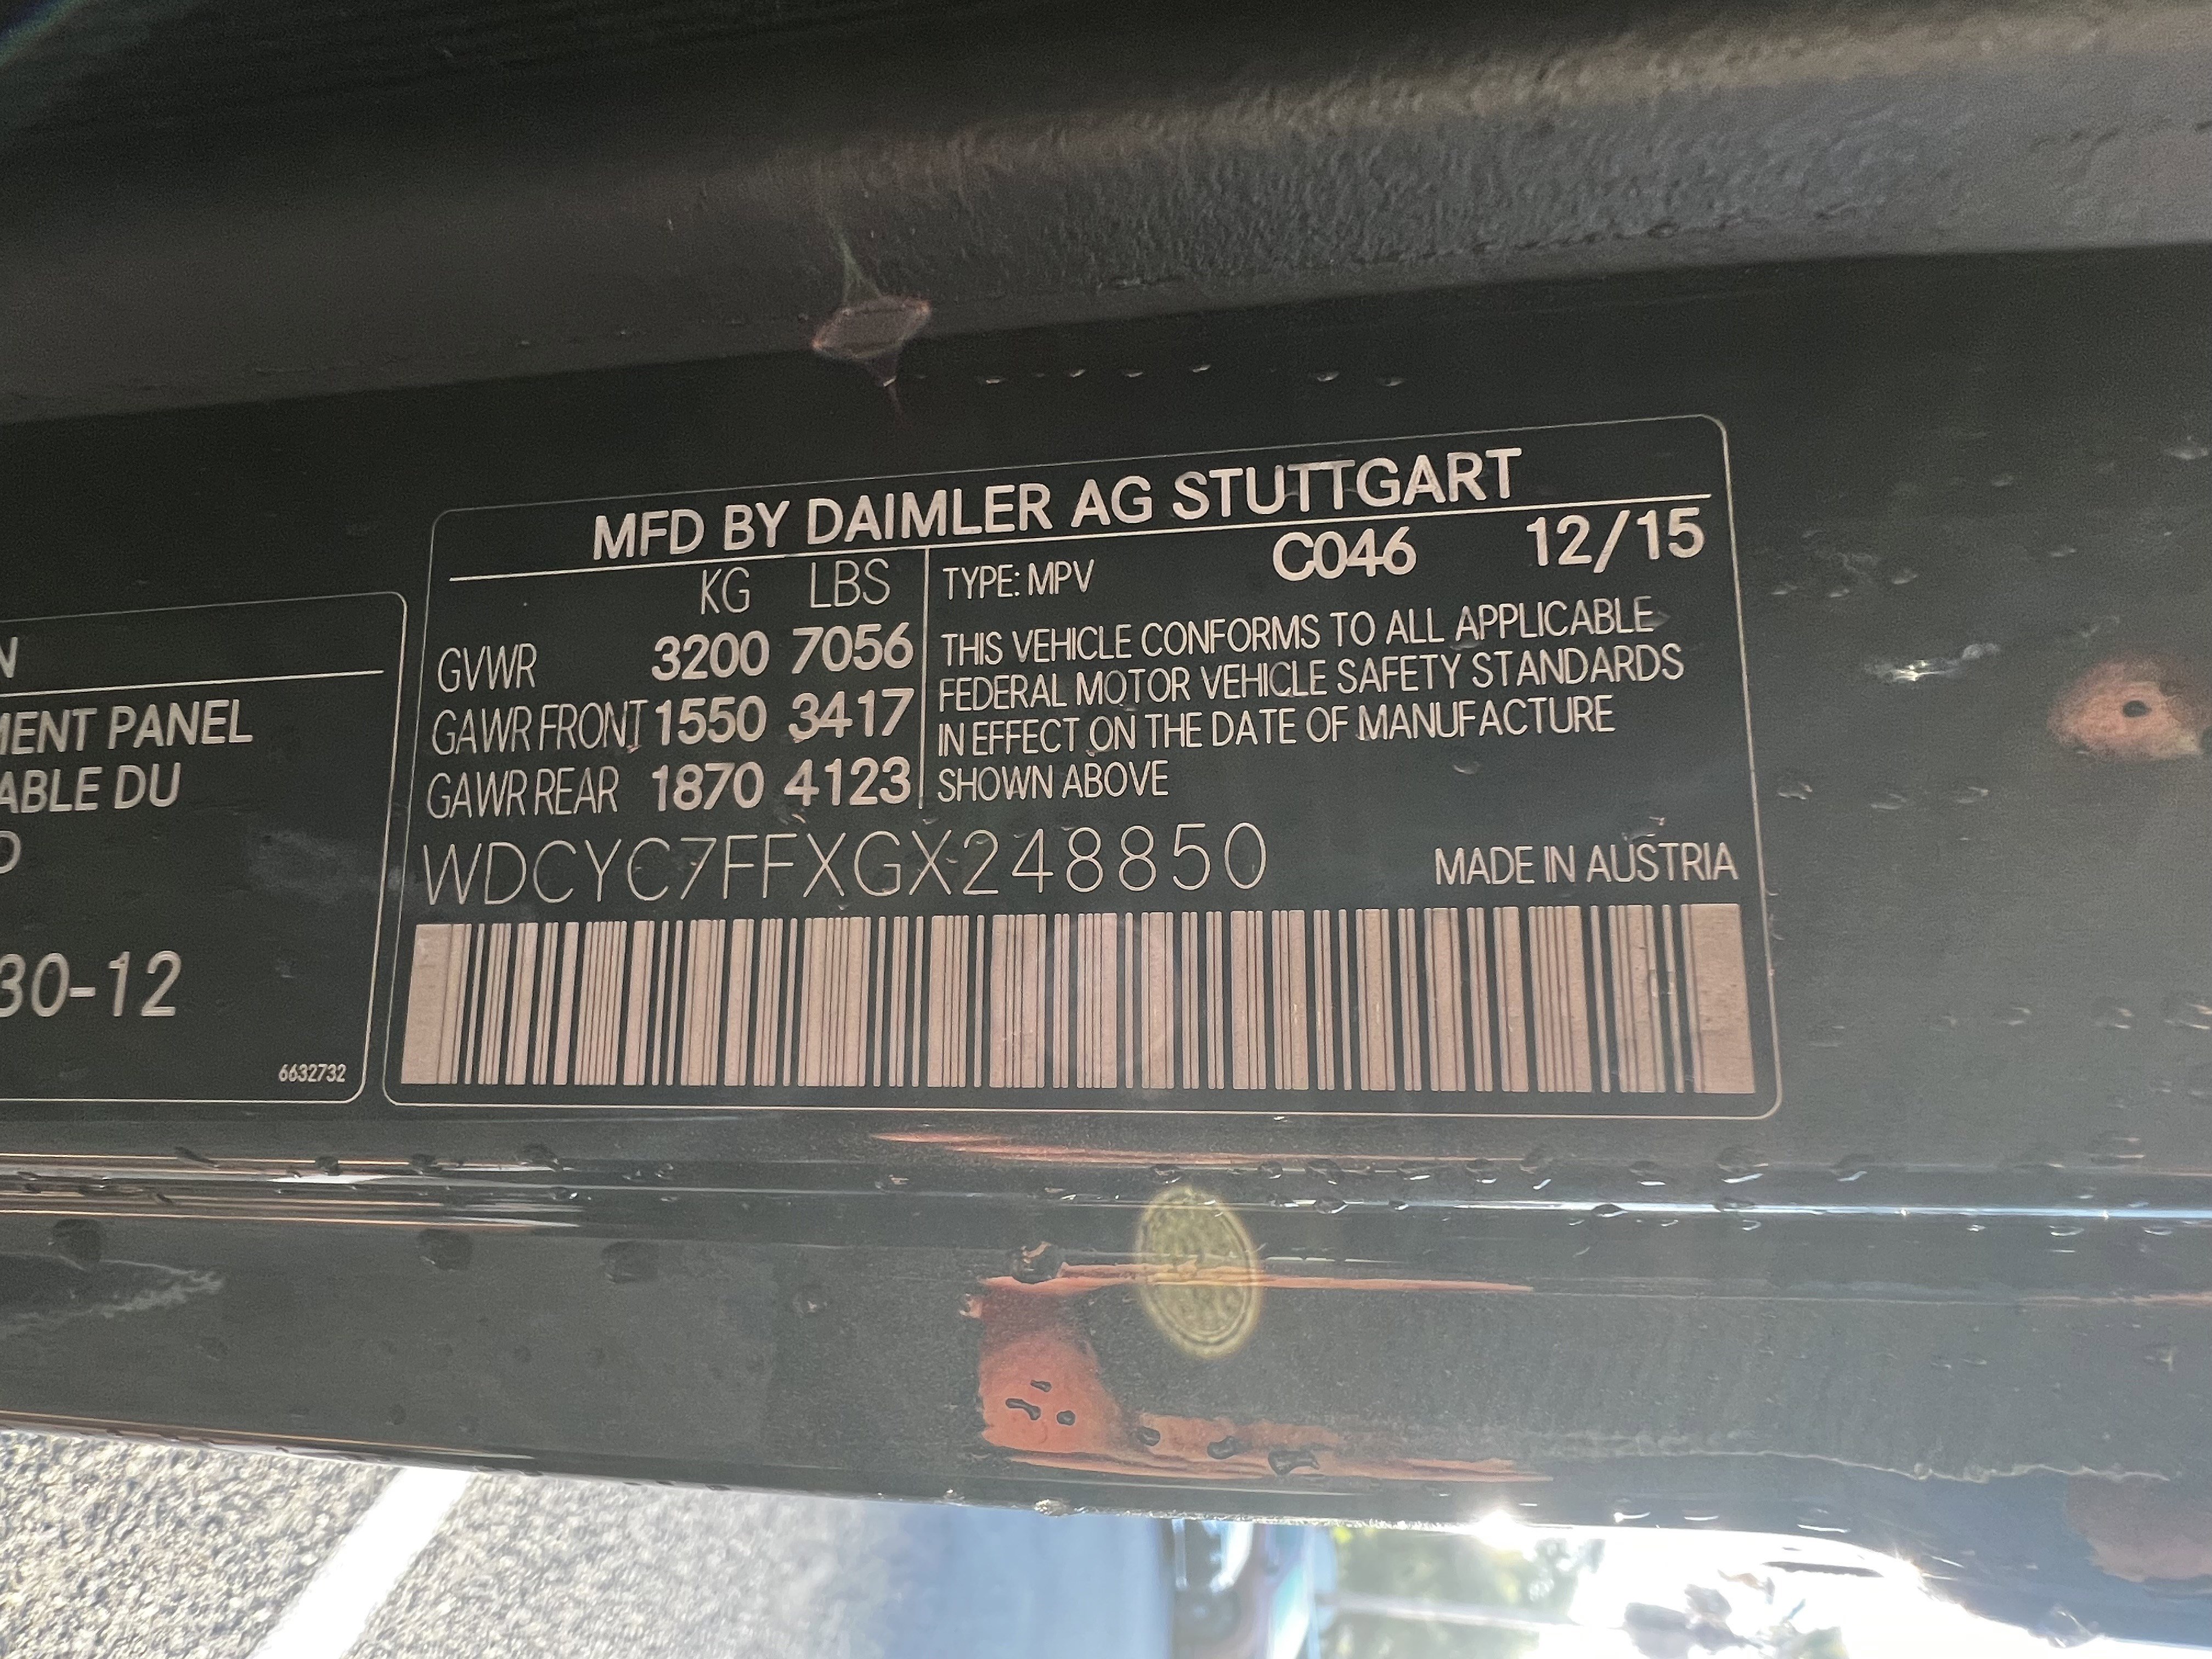 MFD BY DAIMLER AG STUTTGART
KG LBS
GVWR 3200 7056
GAWR FRONT 1550 3417
GAWR REAR 1870 4123
TYPE: MPV C046 12/15
THIS VEHICLE CONFORMS TO ALL APPLICABLE
FEDERAL MOTOR VEHICLE SAFETY STANDARDS
IN EFFECT ON THE DATE OF MANUFACTURE
SHOWN ABOVE
WDCYC7FFXGX248850 MADE IN AUSTRIA
PANEL
DU
30-12
6632732